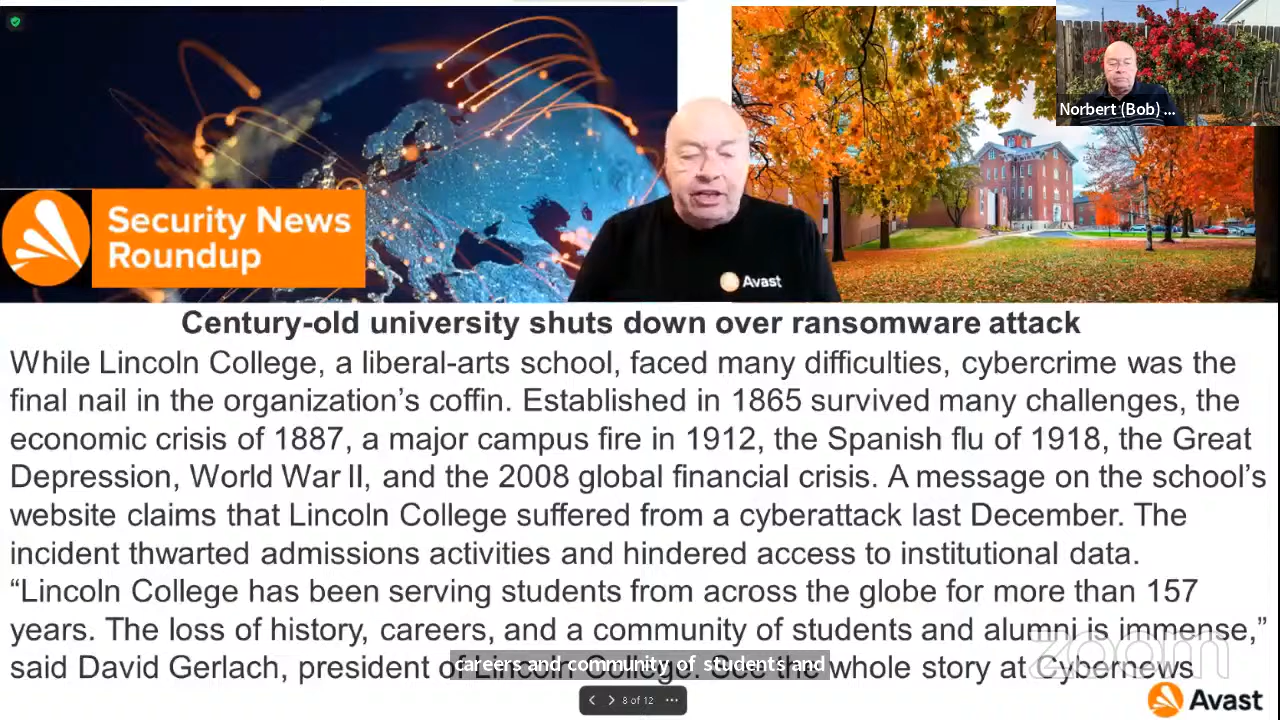 Norbert (Bob) ...
Security News
Roundup
Avast
Century-old university shuts down over ransomware attack
While Lincoln College, a liberal-arts school, faced many difficulties, cybercrime was the
final nail in the organization’s coffin. Established in 1865 survived many challenges, the
economic crisis of 1887, a major campus fire in 1912, the Spanish flu of 1918, the Great
Depression, World War II, and the 2008 global financial crisis. A message on the school’s
website claims that Lincoln College suffered from a cyberattack last December. The
incident thwarted admissions activities and hindered access to institutional data.
“Lincoln College has been serving students from across the globe for more than 157
years. The loss of history, careers, and a community of students and alumni is immense,”
said David Gerlach, president of Lincoln College. See the whole story at Cybernews
careers and community of students and
zoom
8 of 12
Avast